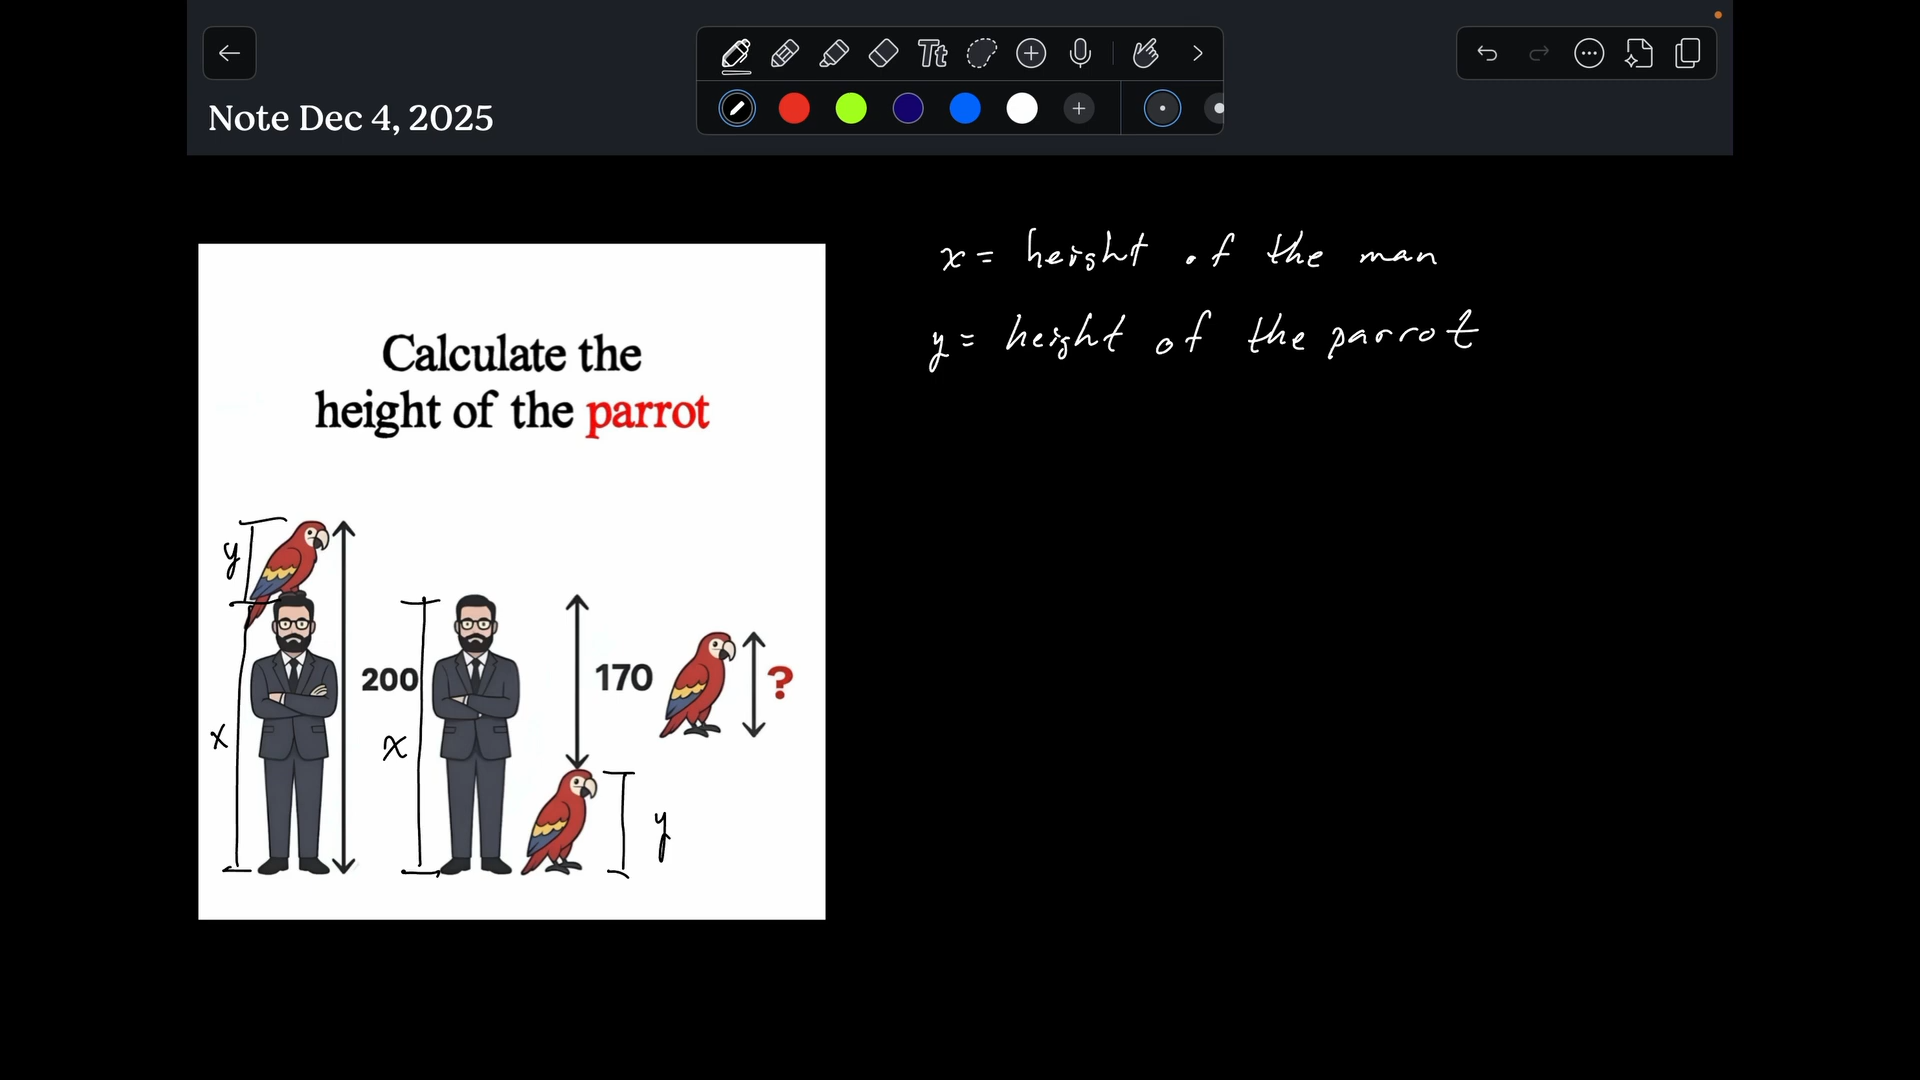 Note Dec 4, 2025
Tt
x = height of the man
y = height of the parrot
Calculate the
height of the parrot
y
x
200
x
170
y
?